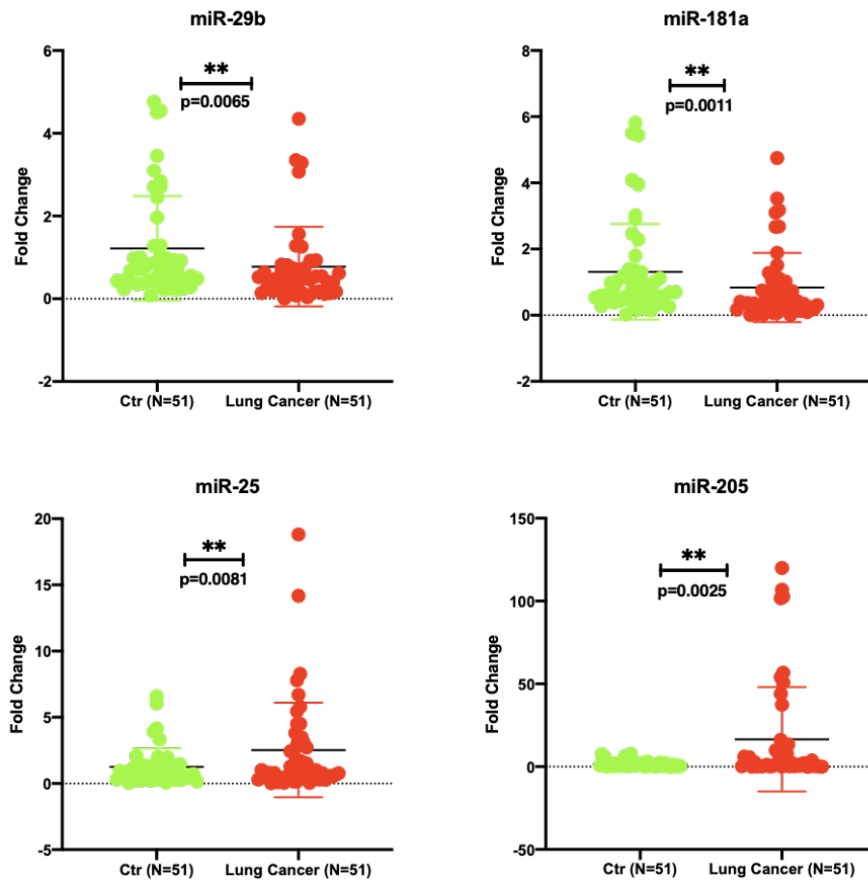 miR-29b
6
4
2
0
-2
Fold Change
**
p=0.0065
Ctr (N=51)
Lung Cancer (N=51)
miR-181a
8
6
4
2
0
-2
Fold Change
**
p=0.0011
Ctr (N=51)
Lung Cancer (N=51)
miR-25
20
15
10
5
0
-5
Fold Change
**
p=0.0081
Ctr (N=51)
Lung Cancer (N=51)
miR-205
150
100
50
0
-50
Fold Change
**
p=0.0025
Ctr (N=51)
Lung Cancer (N=51)